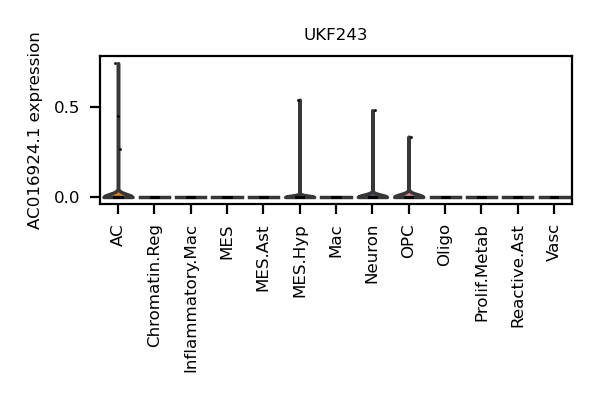 UKF243
AC016924.1 expression
0.5
0.0
AC
Chromatin.Reg
Inflammatory.Mac
MES
MES.Ast
MES.Hyp
Mac
Neuron
OPC
Oligo
Prolif.Metab
Reactive.Ast
Vasc